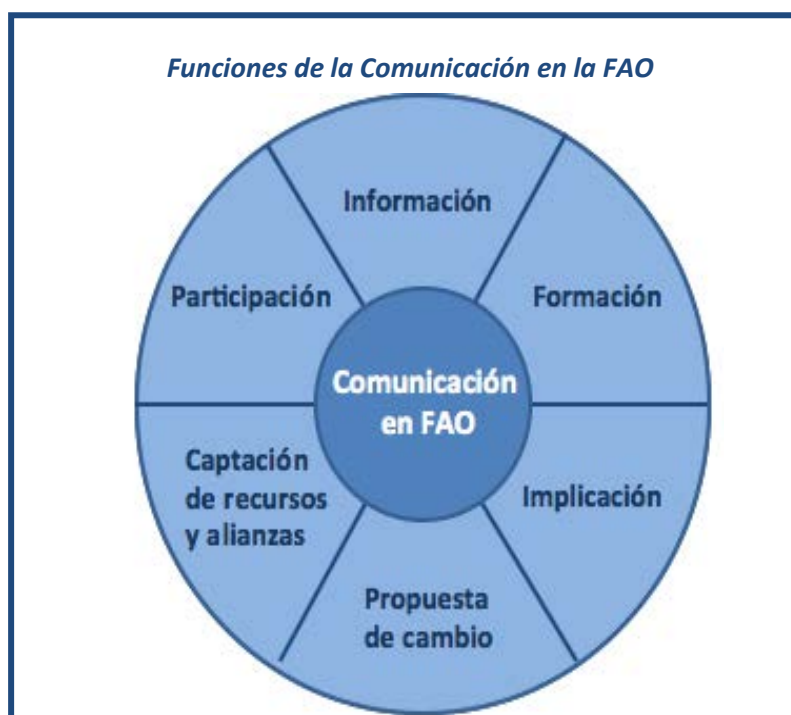 Funciones de la Comunicación en la FAO
Información
Formación
Implicación
Propuesta
de cambio
Captación
de recursos
y alianzas
Participación
Comunicación
en FAO